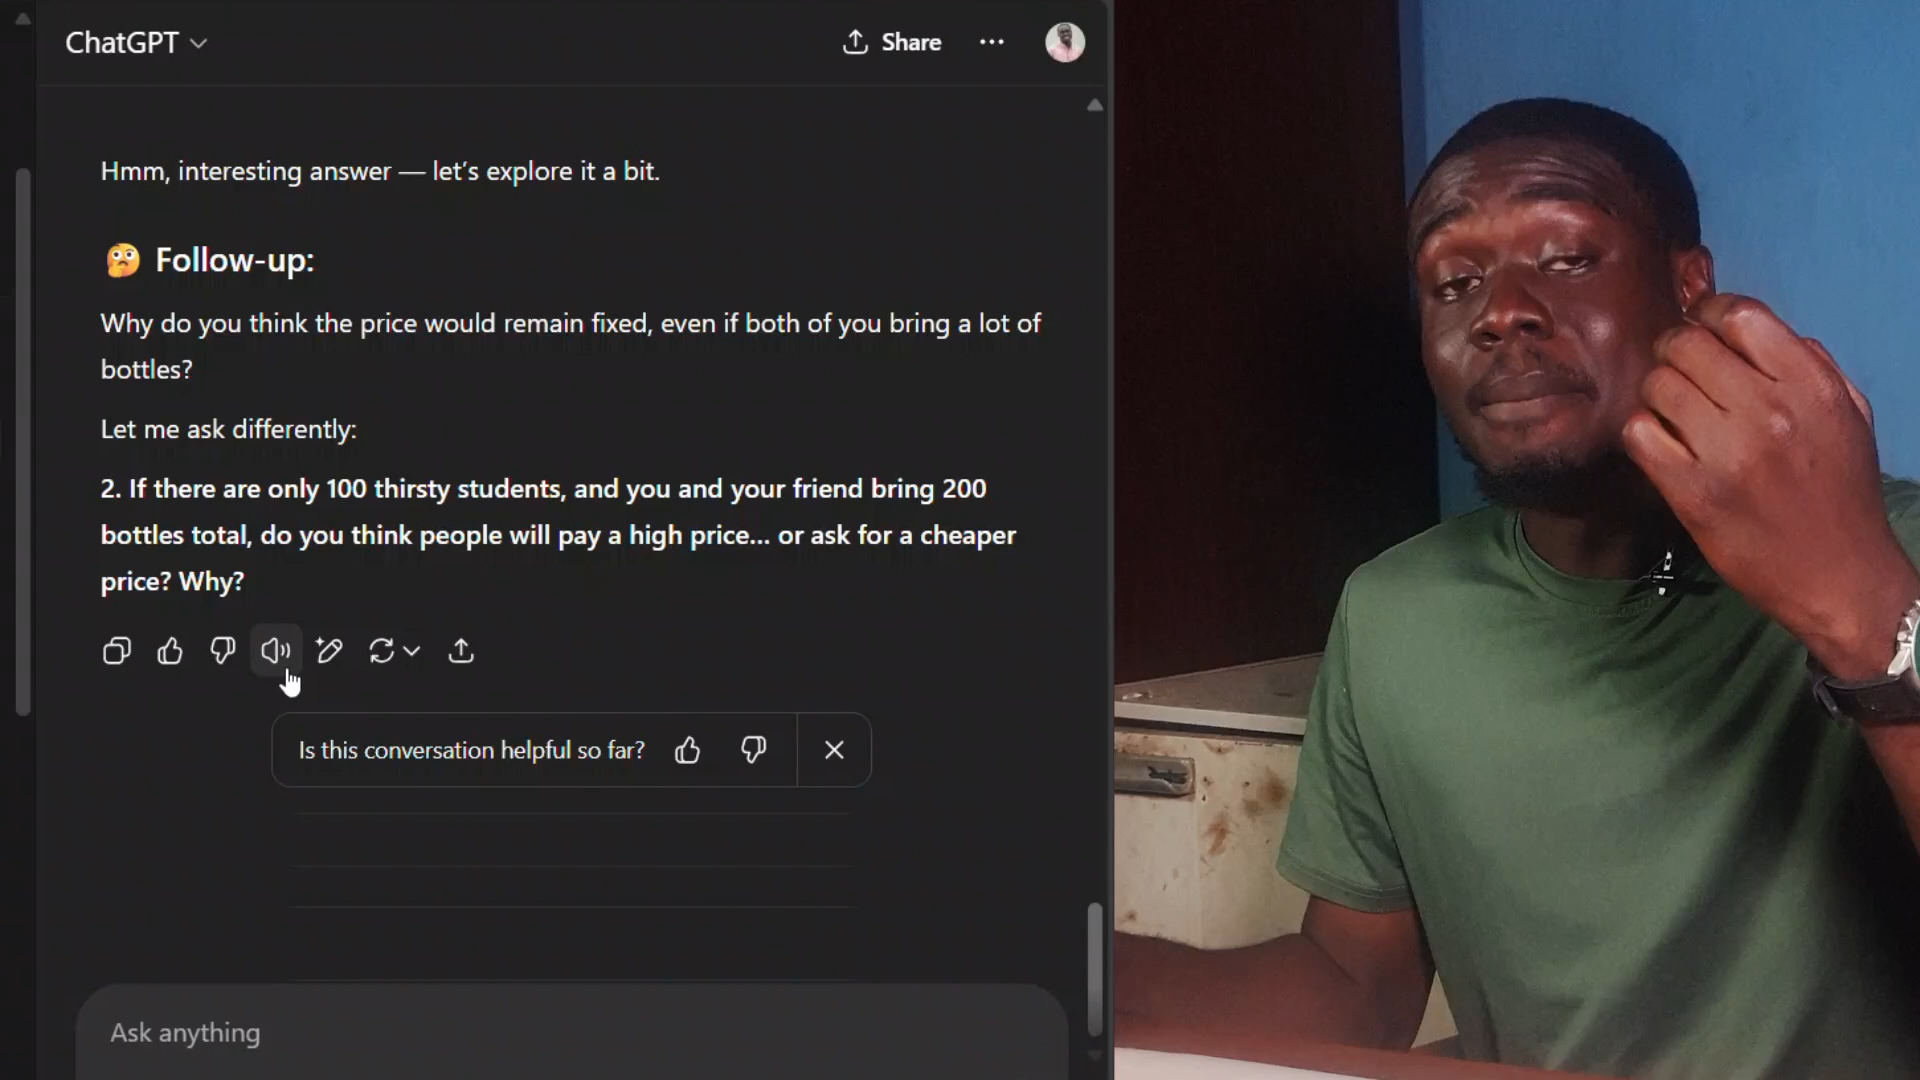 ChatGPT
Share
Hmm, interesting answer — let's explore it a bit.
🤔 Follow-up:
Why do you think the price would remain fixed, even if both of you bring a lot of
bottles?
Let me ask differently:
2. If there are only 100 thirsty students, and you and your friend bring 200
bottles total, do you think people will pay a high price... or ask for a cheaper
price? Why?
Is this conversation helpful so far?
Ask anything